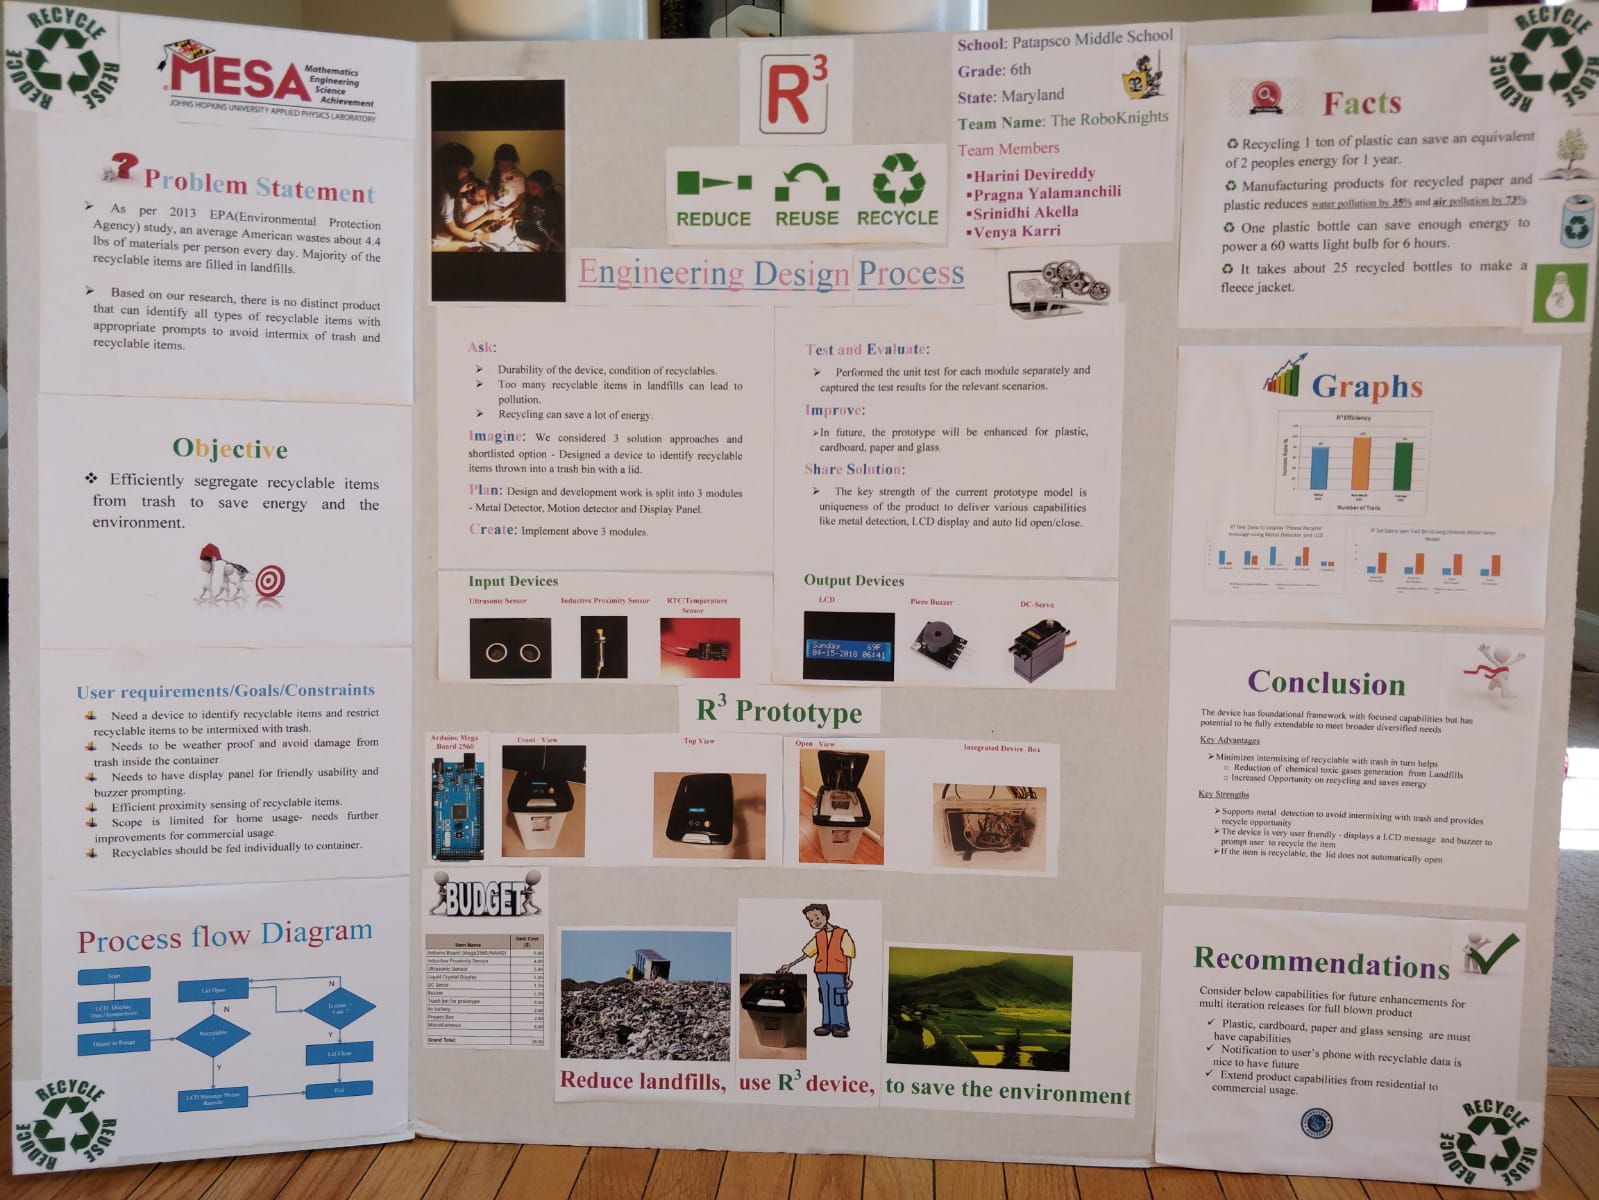 RECYCLE
REDUCE
REUSE
MESA
Mathematics
Engineering
Science
Achievement
JOHNS HOPKINS UNIVERSITY APPLIED PHYSICS LABORATORY
Problem Statement
As per 2013 EPA(Environmental Protection
Agency) study, an average American wastes about 4.4
lbs of materials per person every day. Majority of the
recyclable items are filled in landfills.
Based on our research, there is no distinct product
that can identify all types of recyclable items with
appropriate prompts to avoid intermix of trash and
recyclable items.
Objective
Efficiently segregate recyclable items
from trash to save energy and the
environment.
User requirements/Goals/Constraints
Need a device to identify recyclable items and restrict
recyclable items to be intermixed with trash.
Needs to be weather proof and avoid damage from
trash inside the container
Needs to have display panel for friendly usability and
buzzer prompting.
Efficient proximity sensing of recyclable items.
Scope is limited for home usage- needs further
improvements for commercial usage.
Recyclables should be fed individually to container.
Process flow Diagram
Start
LCD Display
Date/Temperature
Object in Range
Lid Open
N
Recyclable
?
Y
LCD Message Please
Recycle
N
Y
Lid Close
End
RECYCLE
REDUCE
REUSE
R3
REDUCE REUSE RECYCLE
School: Patapsco Middle School
Grade: 6th
State: Maryland
Team Name: The RoboKnights
Team Members
Harini Devireddy
Pragna Yalamanchili
Srinidhi Akella
Venya Karri
Engineering Design Process
Ask:
Durability of the device, condition of recyclables.
Too many recyclable items in landfills can lead to
pollution.
Recycling can save a lot of energy.
Imagine: We considered 3 solution approaches and
shortlisted option - Designed a device to identify recyclable
items thrown into a trash bin with a lid.
Plan: Design and development work is split into 3 modules
- Metal Detector, Motion detector and Display Panel.
Create: Implement above 3 modules.
Test and Evaluate:
Performed the unit test for each module separately and
captured the test results for the relevant scenarios.
Improve:
In future, the prototype will be enhanced for plastic,
cardboard, paper and glass.
Share Solution:
The key strength of the current prototype model is
uniqueness of the product to deliver various capabilities
like metal detection, LCD display and auto lid open/close.
Input Devices
Ultrasonic Sensor
Inductive Proximity Sensor
RTC/Temperature
Sensor
Output Devices
LCD
Sunday 69F
04-15-2018 06:41
Piezo Buzzer
DC-Servo
R3 Prototype
Arduino Mega
Board 2560
Front View
Top View
Open View
Integrated Device Box
BUDGET
Item Name
Item Cost
($)
Arduino Board (Mega2560/NANO)
Inductive Proximity Sensor
Ultrasonic Sensor
Liquid Crystal Display
DC Servo
Buzzer
Trash bin for prototype
9v battery
Project Box
Miscellaneous
Grand Total:
Reduce landfills, use R3 device, to save the environment
RECYCLE
REDUCE
REUSE
Facts
Recycling 1 ton of plastic can save an equivalent
of 2 peoples energy for 1 year.
Manufacturing products for recycled paper and
plastic reduces water pollution by 35% and air pollution by 73%.
One plastic bottle can save enough energy to
power a 60 watts light bulb for 6 hours.
It takes about 25 recycled bottles to make a
fleece jacket.
Graphs
R3 Efficiency
Success Rate %
Number of Trails
R3 Test Data to Display 'Please Recycle'
message using Metal Detector and LCD
R3 Test Data to open Trash Bin Lid using Ultrasonic Motion Sensor
Module
Conclusion
The device has foundational framework with focused capabilities but has
potential to be fully extendable to meet broader diversified needs
Key Advantages
Minimizes intermixing of recyclable with trash in turn helps
Reduction of chemical toxic gases generation from Landfills
Increased Opportunity on recycling and saves energy
Key Strengths
Supports metal detection to avoid intermixing with trash and provides
recycle opportunity
The device is very user friendly - displays a LCD message and buzzer to
prompt user to recycle the item
If the item is recyclable, the lid does not automatically open
Recommendations
Consider below capabilities for future enhancements for
multi iteration releases for full blown product
Plastic, cardboard, paper and glass sensing are must
have capabilities
Notification to user's phone with recyclable data is
nice to have future
Extend product capabilities from residential to
commercial usage.
RECYCLE
REDUCE
REUSE